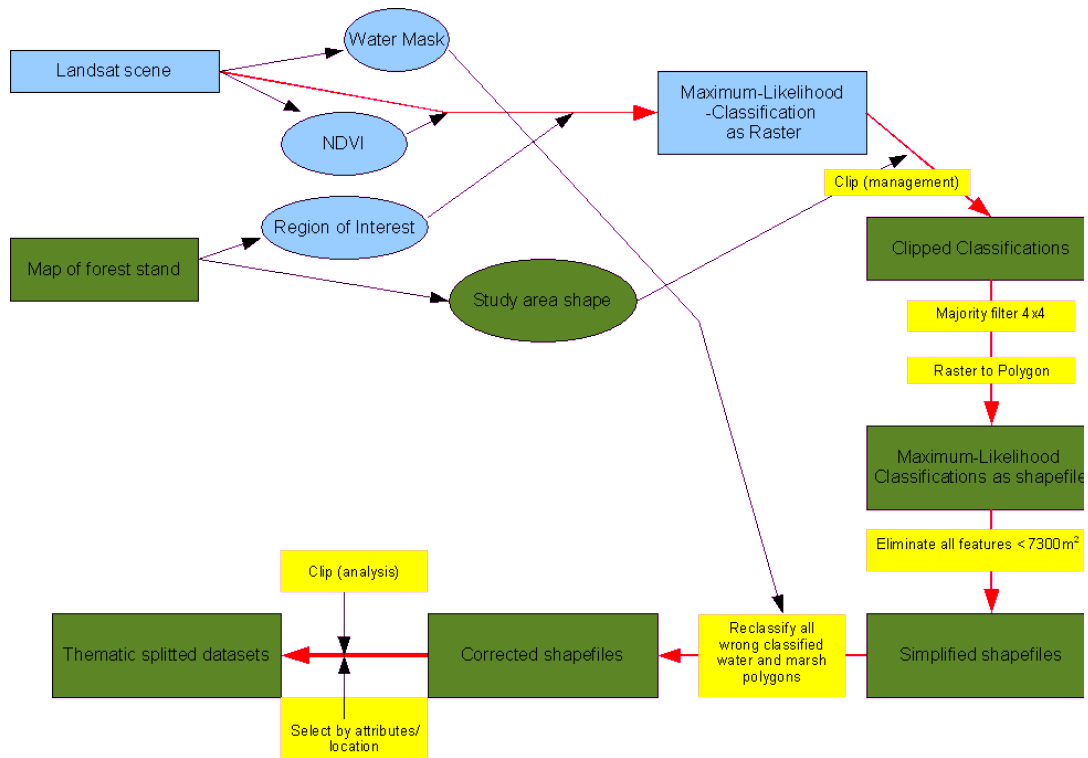 Water Mask
Landsat scene
NDVI
Maximum-Likelihood
-Classification
as Raster
Clip (management)
Region of Interest
Map of forest stand
Study area shape
Clipped Classifications
Majority filter 4x4
Raster to Polygon
Maximum-Likelihood
Classifications as shapefile
Eliminate all features <7300m²
Clip (analysis)
Thematic splitted datasets
Corrected shapefiles
Reclassify all
wrong classified
water and marsh
polygons
Simplified shapefiles
Select by attributes/
location